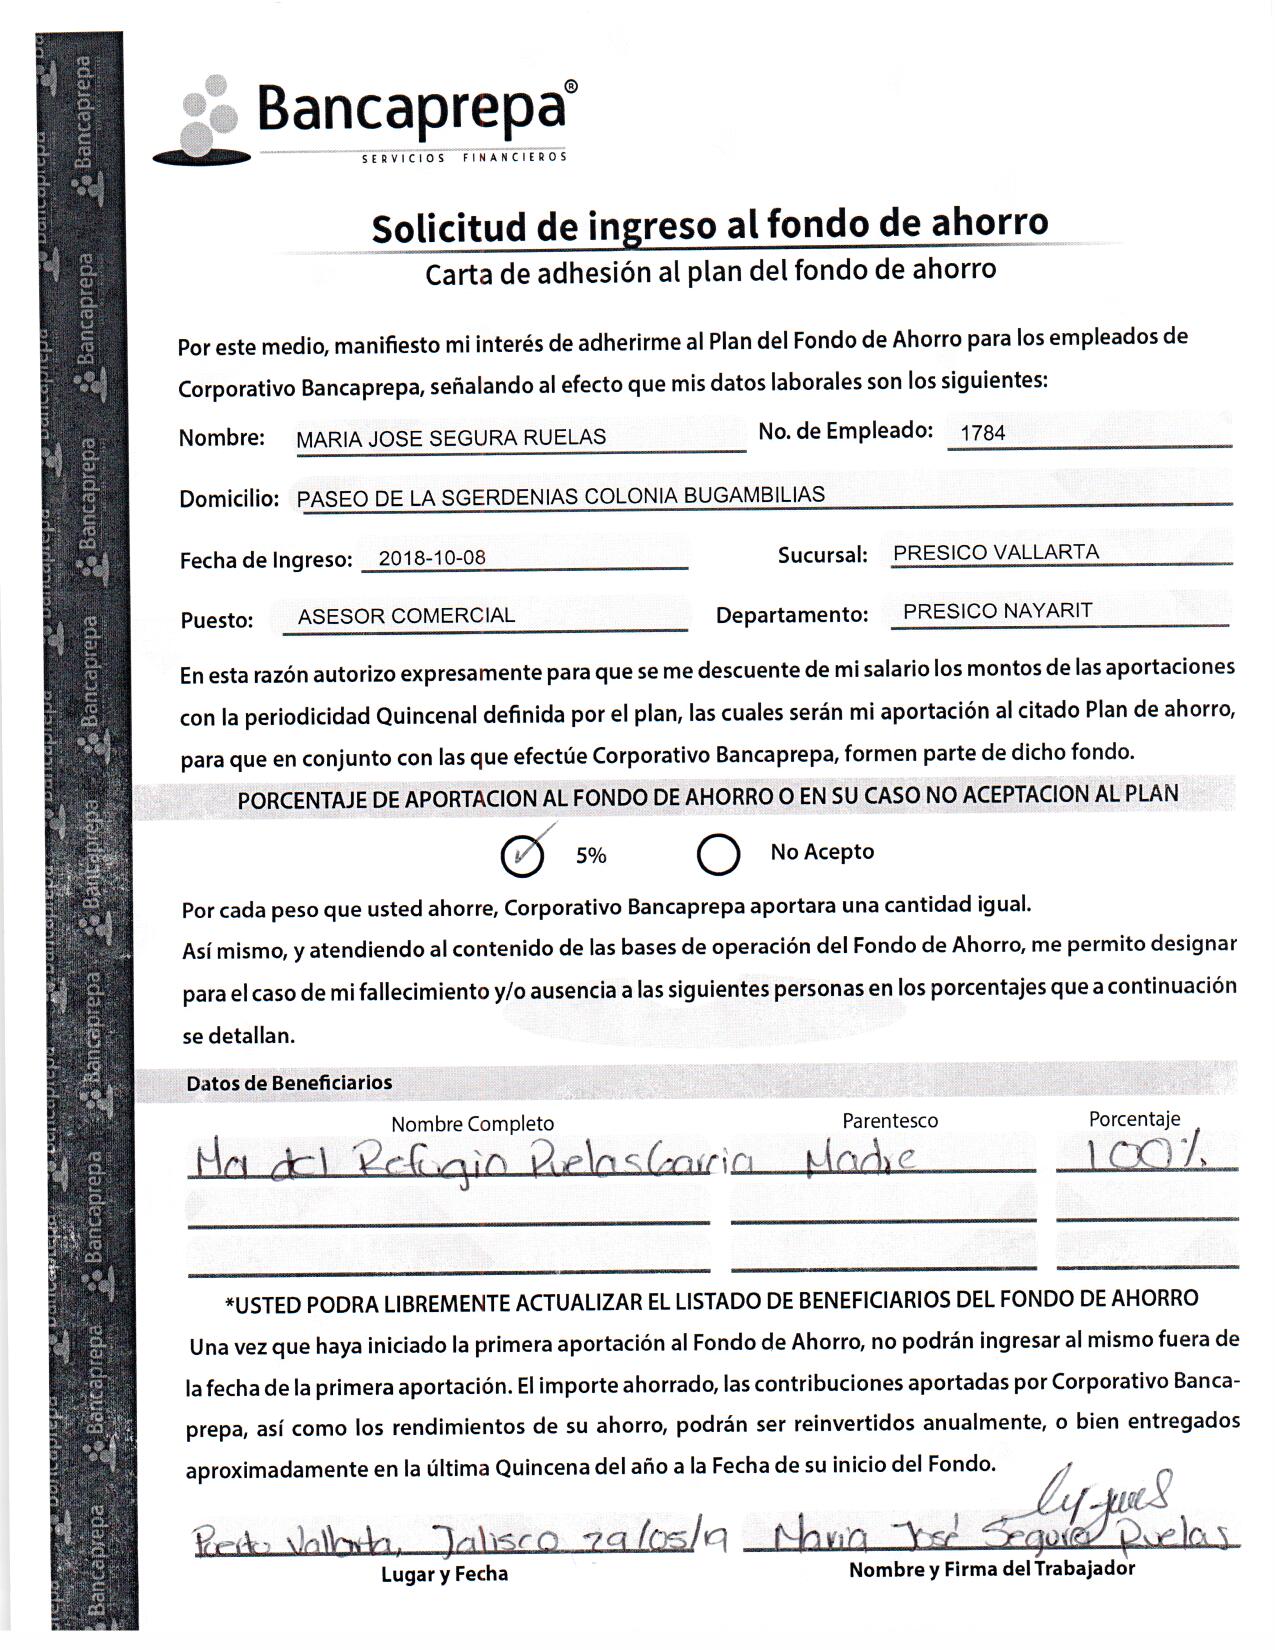 Bancaprepa®
SERVICIOS FINANCIEROS
Solicitud de ingreso al fondo de ahorro
Carta de adhesión al plan del fondo de ahorro
Por este medio, manifiesto mi interés de adherirme al Plan del Fondo de Ahorro para los empleados de
Corporativo Bancaprepa, señalando al efecto que mis datos laborales son los siguientes:
Nombre: MARIA JOSE SEGURA RUELAS No. de Empleado: 1784
Domicilio: PASEO DE LA SGERDENIAS COLONIA BUGAMBILIAS
Fecha de Ingreso: 2018-10-08 Sucursal: PRESICO VALLARTA
Puesto: ASESOR COMERCIAL Departamento: PRESICO NAYARIT
En esta razón autorizo expresamente para que se me descuente de mi salario los montos de las aportaciones
con la periodicidad Quincenal definida por el plan, las cuales serán mi aportación al citado Plan de ahorro,
para que en conjunto con las que efectúe Corporativo Bancaprepa, formen parte de dicho fondo.
PORCENTAJE DE APORTACION AL FONDO DE AHORRO O EN SU CASO NO ACEPTACION AL PLAN
5% No Acepto
Por cada peso que usted ahorre, Corporativo Bancaprepa aportara una cantidad igual.
Así mismo, y atendiendo al contenido de las bases de operación del Fondo de Ahorro, me permito designar
para el caso de mi fallecimiento y/o ausencia a las siguientes personas en los porcentajes que a continuación
se detallan.
Datos de Beneficiarios
Nombre Completo Parentesco Porcentaje
Ma del Refugio Ruelas Garcia Madre 100%
*USTED PODRA LIBREMENTE ACTUALIZAR EL LISTADO DE BENEFICIARIOS DEL FONDO DE AHORRO
Una vez que haya iniciado la primera aportación al Fondo de Ahorro, no podrán ingresar al mismo fuera de
la fecha de la primera aportación. El importe ahorrado, las contribuciones aportadas por Corporativo Banca-
prepa, así como los rendimientos de su ahorro, podrán ser reinvertidos anualmente, o bien entregados
aproximadamente en la última Quincena del año a la Fecha de su inicio del Fondo.
Puerto Vallarta, Jalisco 29/05/19 Maria José Segura Ruelas
Lugar y Fecha Nombre y Firma del Trabajador